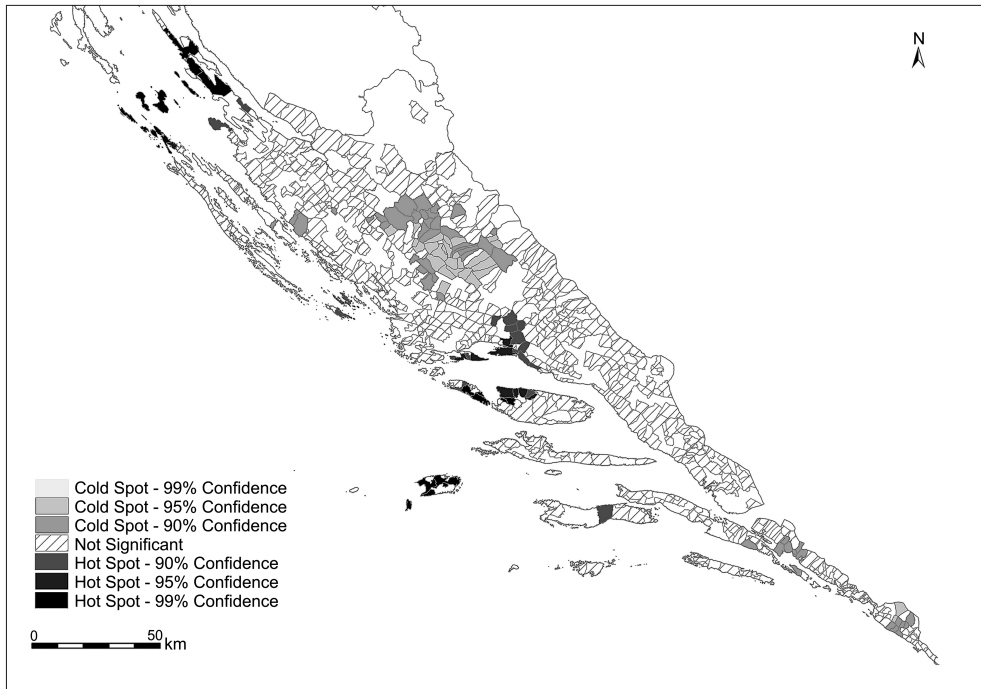 N
Cold Spot - 99% Confidence
Cold Spot - 95% Confidence
Cold Spot - 90% Confidence
Not Significant
Hot Spot - 90% Confidence
Hot Spot - 95% Confidence
Hot Spot - 99% Confidence
0 50
km